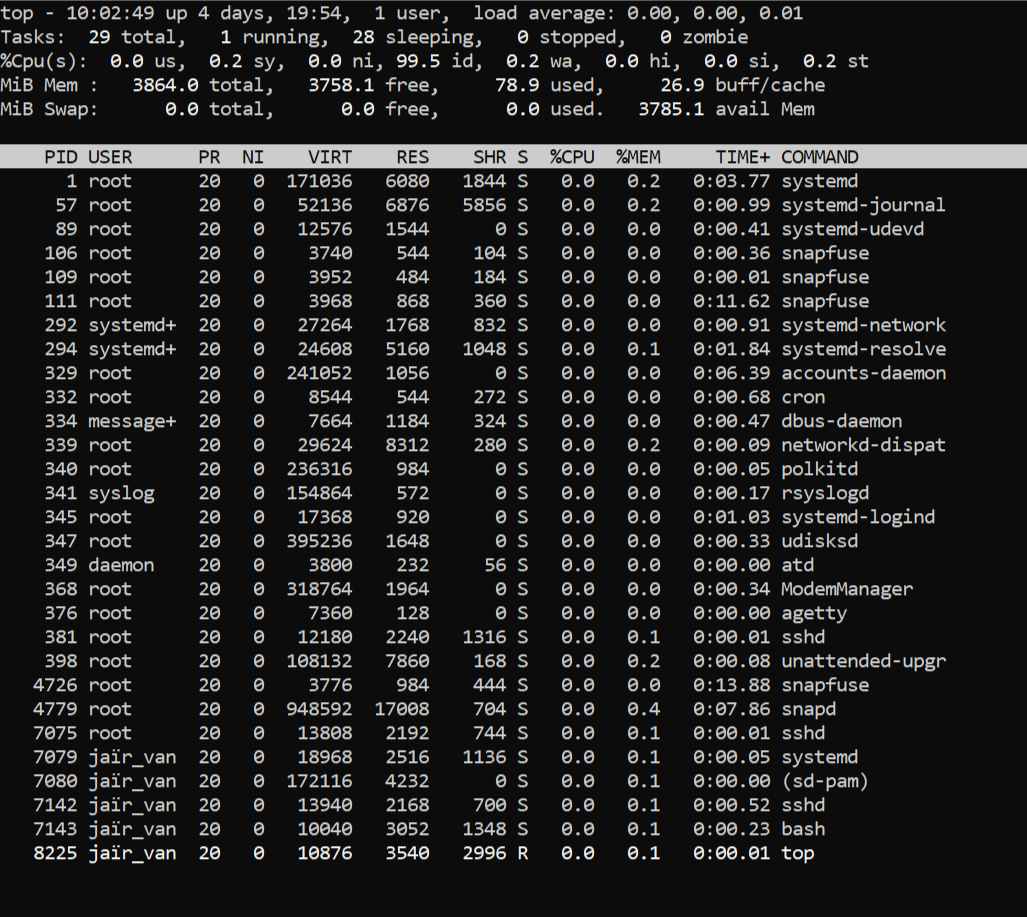 top - 10:02:49 up 4 days, 19:54,  1 user,  load average: 0.00, 0.00, 0.01
Tasks:  29 total,   1 running,  28 sleeping,   0 stopped,   0 zombie
%Cpu(s):  0.0 us,  0.2 sy,  0.0 ni, 99.5 id,  0.2 wa,  0.0 hi,  0.0 si,  0.2 st
MiB Mem :   3864.0 total,   3758.1 free,     78.9 used,     26.9 buff/cache
MiB Swap:      0.0 total,      0.0 free,      0.0 used.   3785.1 avail Mem
    PID USER      PR  NI    VIRT    RES    SHR S  %CPU  %MEM     TIME+ COMMAND
      1 root      20   0  171036   6080   1844 S   0.0   0.2   0:03.77 systemd
     57 root      20   0   52136   6876   5856 S   0.0   0.2   0:00.99 systemd-journal
     89 root      20   0   12576   1544      0 S   0.0   0.0   0:00.41 systemd-udevd
    106 root      20   0    3740    544    104 S   0.0   0.0   0:00.36 snapfuse
    109 root      20   0    3952    484    184 S   0.0   0.0   0:00.01 snapfuse
    111 root      20   0    3968    868    360 S   0.0   0.0   0:11.62 snapfuse
    292 systemd+  20   0   27264   1768    832 S   0.0   0.0   0:00.91 systemd-network
    294 systemd+  20   0   24608   5160   1048 S   0.0   0.1   0:01.84 systemd-resolve
    329 root      20   0  241052   1056      0 S   0.0   0.0   0:06.39 accounts-daemon
    332 root      20   0    8544    544    272 S   0.0   0.0   0:00.68 cron
    334 message+  20   0    7664   1184    324 S   0.0   0.0   0:00.47 dbus-daemon
    339 root      20   0   29624   8312    280 S   0.0   0.2   0:00.09 networkd-dispat
    340 root      20   0  236316    984      0 S   0.0   0.0   0:00.05 polkitd
    341 syslog    20   0  154864    572      0 S   0.0   0.0   0:00.17 rsyslogd
    345 root      20   0   17368    920      0 S   0.0   0.0   0:01.03 systemd-logind
    347 root      20   0  395236   1648      0 S   0.0   0.0   0:00.33 udisksd
    349 daemon    20   0    3800    232     56 S   0.0   0.0   0:00.00 atd
    368 root      20   0  318764   1964      0 S   0.0   0.0   0:00.34 ModemManager
    376 root      20   0    7360    128      0 S   0.0   0.0   0:00.00 agetty
    381 root      20   0   12180   2240   1316 S   0.0   0.1   0:00.01 sshd
    398 root      20   0  108132   7860    168 S   0.0   0.2   0:00.08 unattended-upgr
   4726 root      20   0    3776    984    444 S   0.0   0.0   0:13.88 snapfuse
   4779 root      20   0  948592  17008    704 S   0.0   0.4   0:07.86 snapd
   7075 root      20   0   13808   2192    744 S   0.0   0.1   0:00.01 sshd
   7079 jaïr_van  20   0   18968   2516   1136 S   0.0   0.1   0:00.05 systemd
   7080 jaïr_van  20   0  172116   4232      0 S   0.0   0.1   0:00.00 (sd-pam)
   7142 jaïr_van  20   0   13940   2168    700 S   0.0   0.1   0:00.52 sshd
   7143 jaïr_van  20   0   10040   3052   1348 S   0.0   0.1   0:00.23 bash
   8225 jaïr_van  20   0   10876   3540   2996 R   0.0   0.1   0:00.01 top